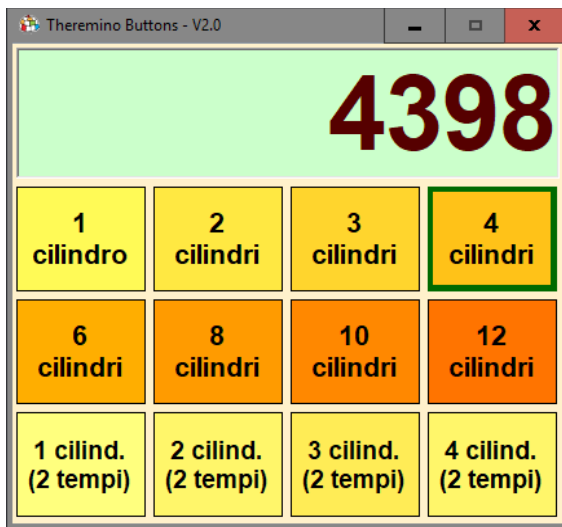 Theremino Buttons - V2.0
4398
1
cilindro
2
cilindri
3
cilindri
4
cilindri
6
cilindri
8
cilindri
10
cilindri
12
cilindri
1 cilind.
(2 tempi)
2 cilind.
(2 tempi)
3 cilind.
(2 tempi)
4 cilind.
(2 tempi)